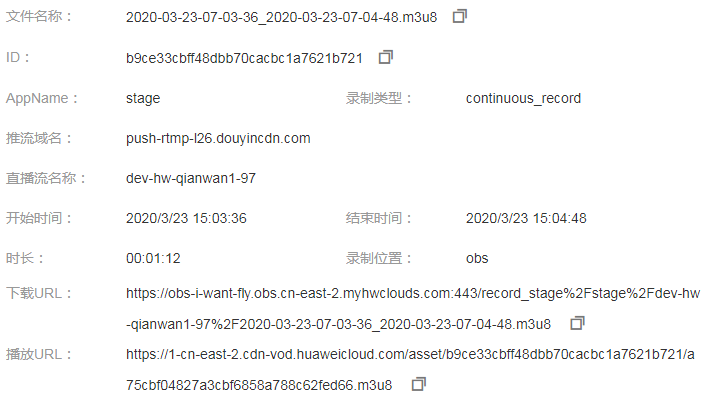 文件名称： 2020-03-23-07-03-36_2020-03-23-07-04-48.m3u8
ID： b9ce33cbff48dbb70cacbc1a7621b721
AppName： stage 录制类型： continuous_record
推流域名： push-rtmp-l26.douyincdn.com
直播流名称： dev-hw-qianwan1-97
开始时间： 2020/3/23 15:03:36 结束时间： 2020/3/23 15:04:48
时长： 00:01:12 录制位置： obs
下载URL： https://obs-i-want-fly.obs.cn-east-2.myhwclouds.com:443/record_stage%2Fstage%2Fdev-hw
-qianwan1-97%2F2020-03-23-07-03-36_2020-03-23-07-04-48.m3u8
播放URL： https://1-cn-east-2.cdn-vod.huaweicloud.com/asset/b9ce33cbff48dbb70cacbc1a7621b721/a
75cbf04827a3cbf6858a788c62fed66.m3u8